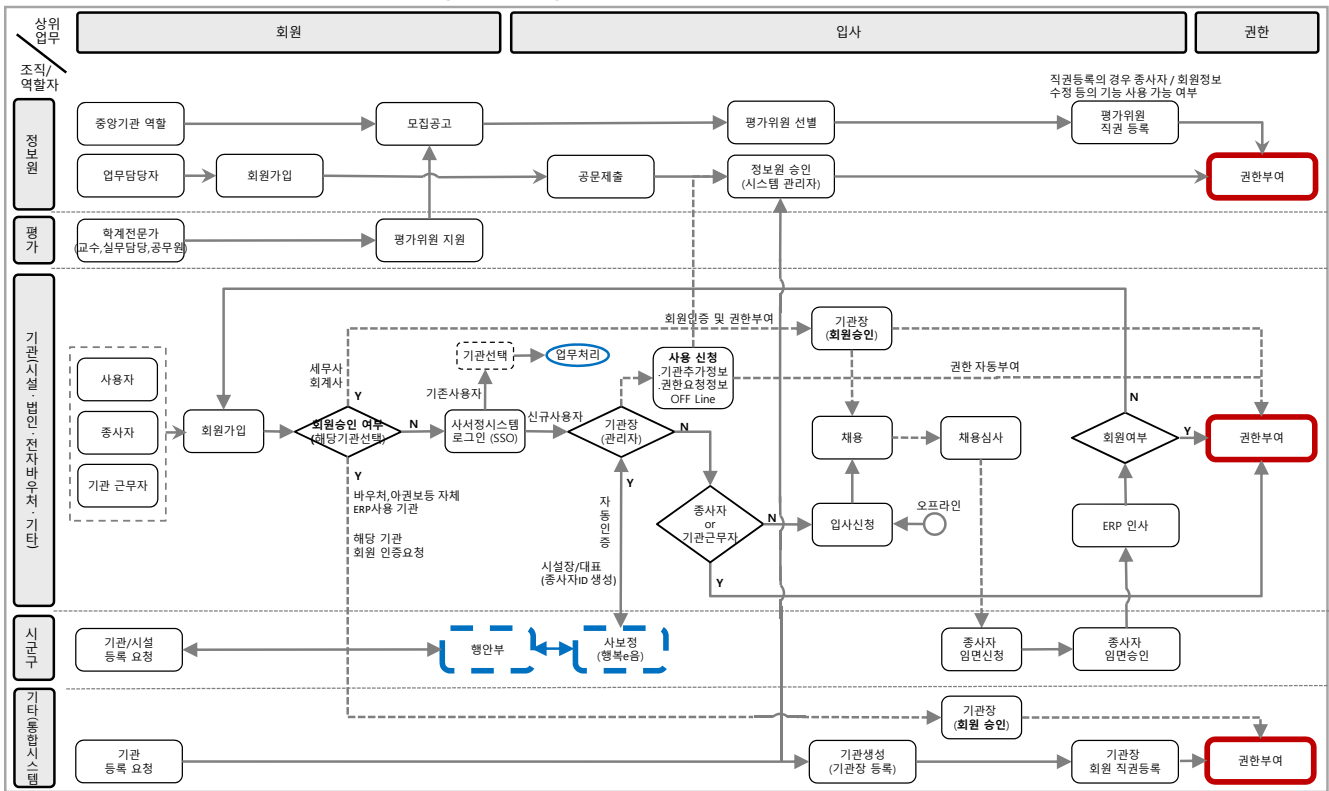 상위
업무
조직/
역할자
회원
입사
권한
정보원
중앙기관 역할
모집공고
평가위원 선별
직권등록의 경우 종사자 / 회원정보
수정 등의 기능 사용 가능 여부
평가위원
직권 등록
업무담당자
회원가입
공문제출
정보원 승인
(시스템 관리자)
권한부여
평가
학계전문가
(교수,실무담당,공무원)
평가위원 지원
기관(시설·법인·전자바우처·기타)
사용자
종사자
기관 근무자
회원가입
세무사
회계사
Y
회원승인 여부
(해당기관선택)
N
Y
바우처,아권보등 자체
ERP사용 기관
해당 기관
회원 인증요청
기관선택
업무처리
기존사용자
사서정시스템
로그인 (SSO)
신규사용자
회원인증 및 권한부여
사용 신청
.기관추가정보
.권한요청정보
OFF Line
기관장
(관리자)
N
Y
자동인증
시설장/대표
(종사자ID 생성)
종사자
or
기관근무자
N
Y
기관장
(회원승인)
권한 자동부여
채용
채용심사
입사신청
오프라인
N
회원여부
Y
권한부여
ERP 인사
시군구
기관/시설
등록 요청
행안부
사보정
(행복e음)
종사자
임면신청
종사자
임면승인
기타(통합시스템)
기관장
(회원 승인)
기관
등록 요청
기관생성
(기관장 등록)
기관장
회원 직권등록
권한부여